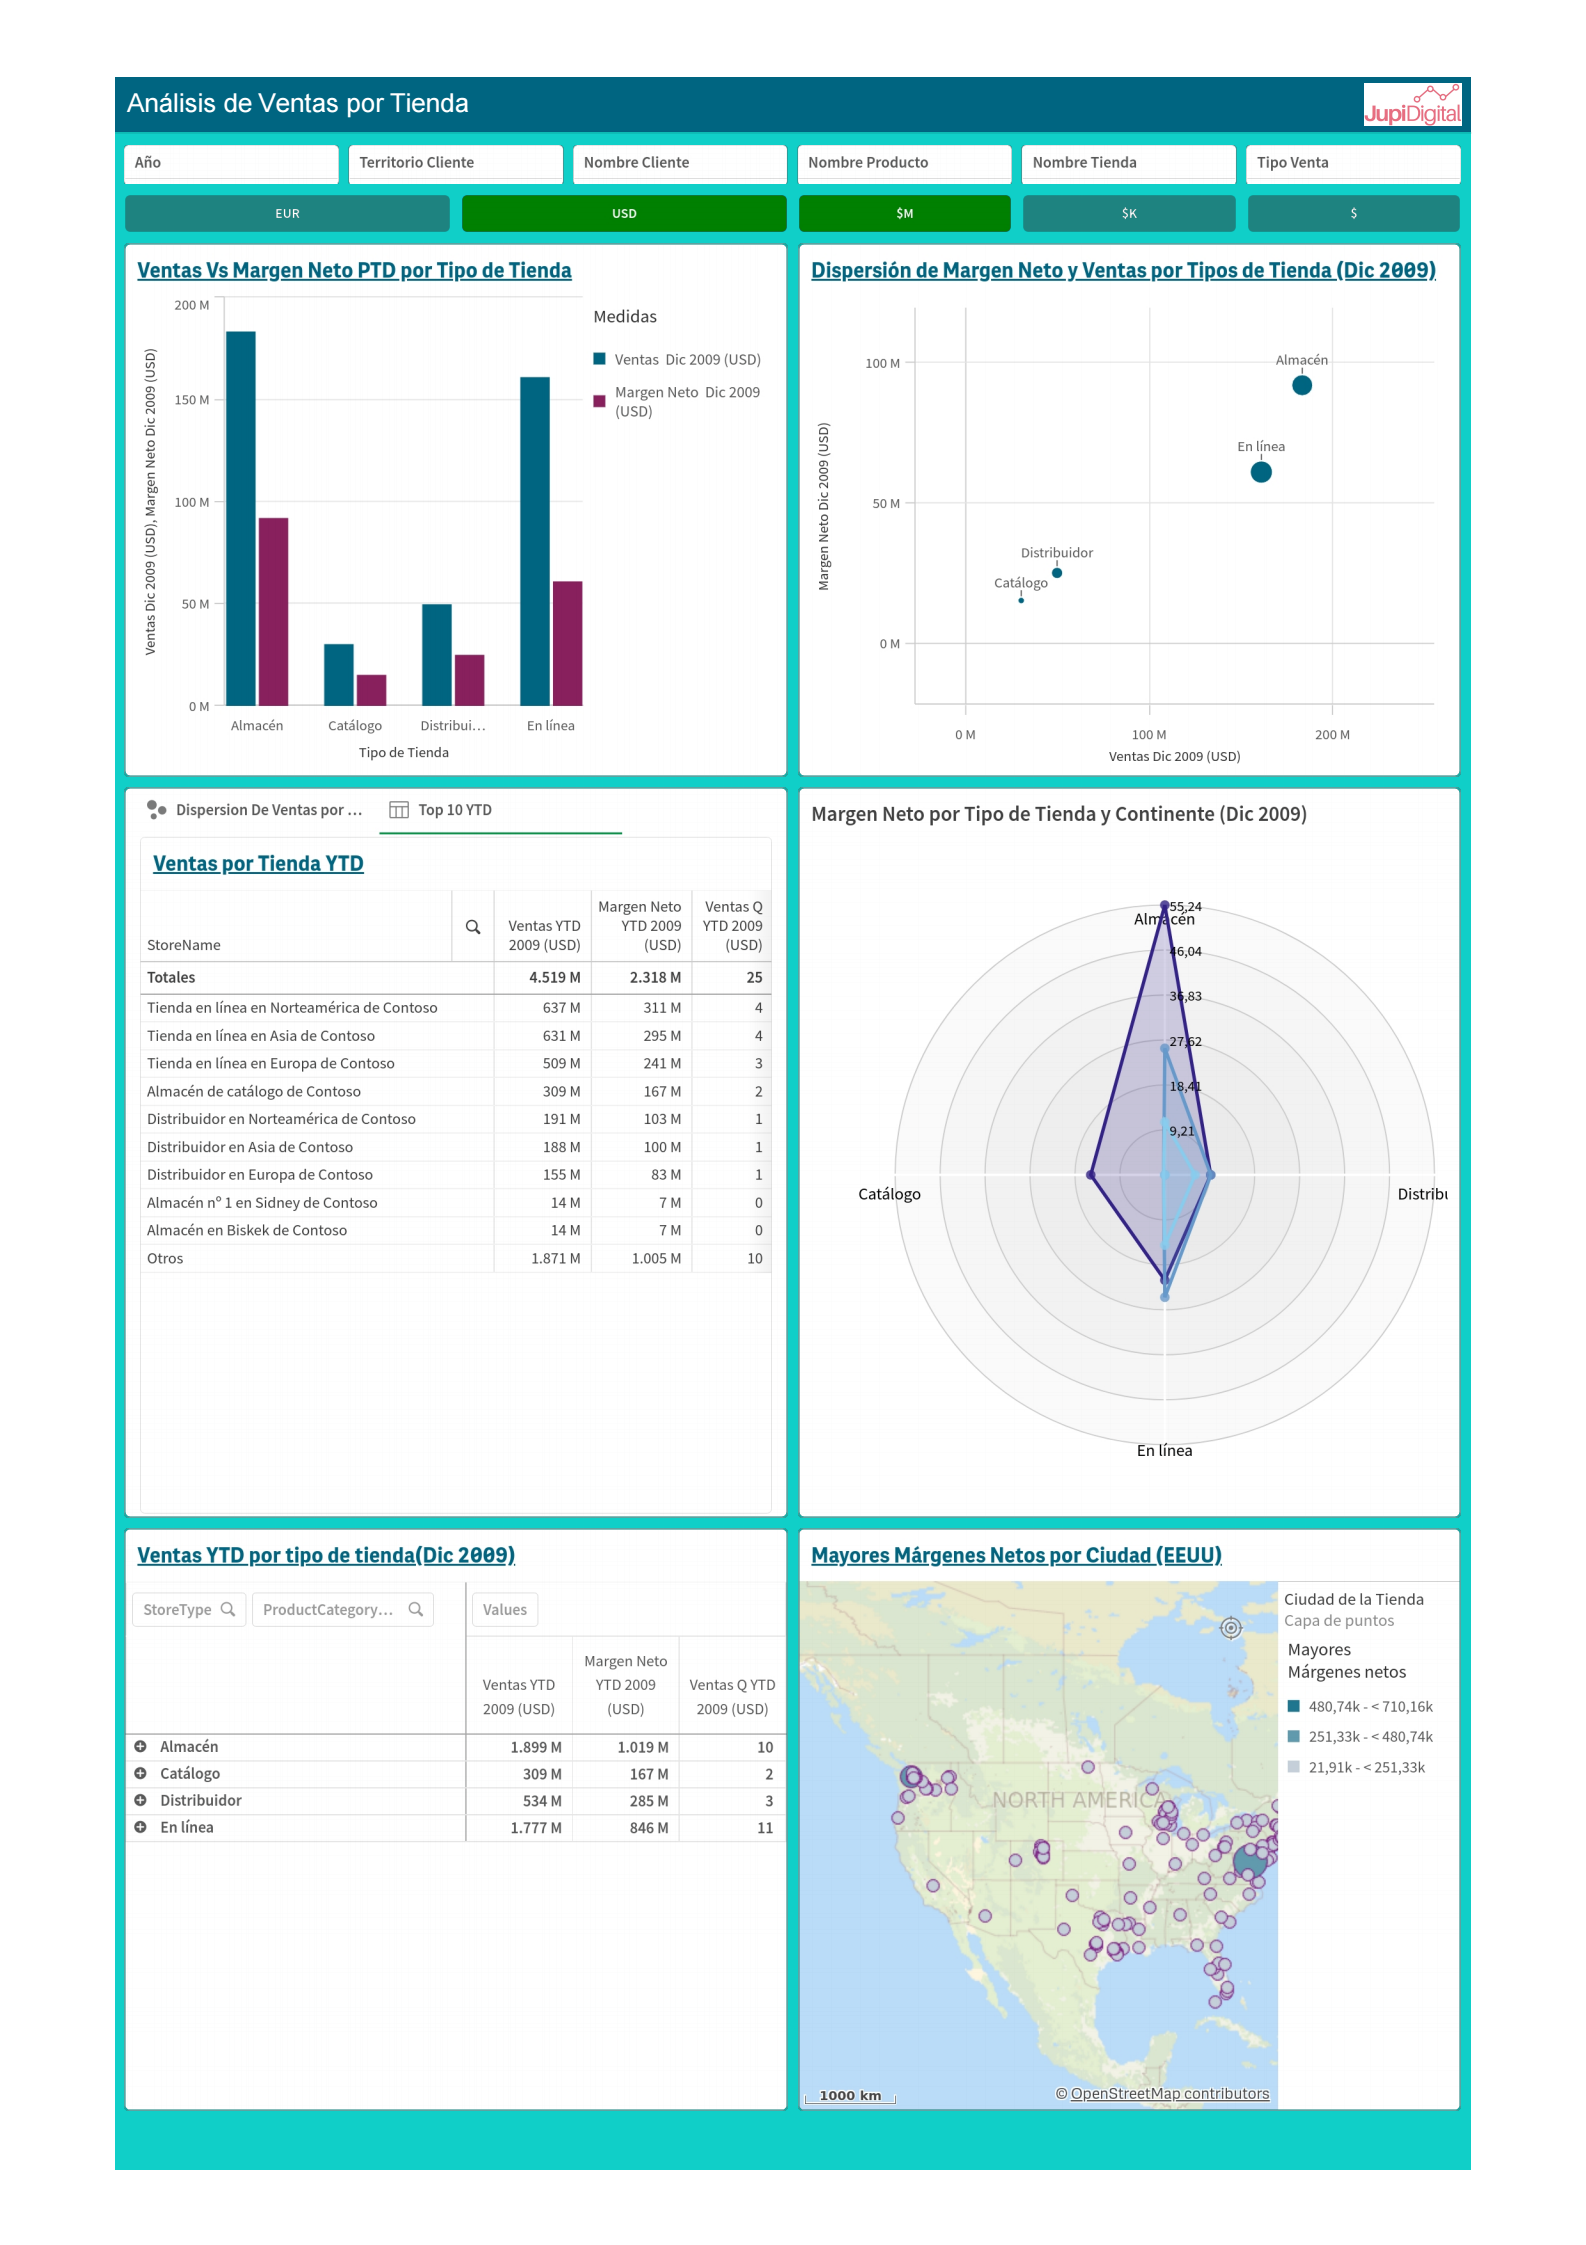 Análisis de Ventas por Tienda
JupiDigital
Año
Territorio Cliente
Nombre Cliente
Nombre Producto
Nombre Tienda
Tipo Venta
EUR
USD
$M
$K
$
Ventas Vs Margen Neto PTD por Tipo de Tienda
Ventas Dic 2009 (USD), Margen Neto Dic 2009 (USD)
200 M
150 M
100 M
50 M
0 M
Almacén
Catálogo
Distribui…
En línea
Tipo de Tienda
Medidas
Ventas Dic 2009 (USD)
Margen Neto Dic 2009
(USD)
Dispersión de Margen Neto y Ventas por Tipos de Tienda (Dic 2009)
Margen Neto Dic 2009 (USD)
100 M
50 M
0 M
Almacén
En línea
Distribuidor
Catálogo
0 M
100 M
200 M
Ventas Dic 2009 (USD)
Dispersion De Ventas por …
Top 10 YTD
Ventas por Tienda YTD
StoreName
Ventas YTD
2009 (USD)
Margen Neto
YTD 2009
(USD)
Ventas Q
YTD 2009
(USD)
Totales 4.519 M 2.318 M 25
Tienda en línea en Norteamérica de Contoso 637 M 311 M 4
Tienda en línea en Asia de Contoso 631 M 295 M 4
Tienda en línea en Europa de Contoso 509 M 241 M 3
Almacén de catálogo de Contoso 309 M 167 M 2
Distribuidor en Norteamérica de Contoso 191 M 103 M 1
Distribuidor en Asia de Contoso 188 M 100 M 1
Distribuidor en Europa de Contoso 155 M 83 M 1
Almacén nº 1 en Sidney de Contoso 14 M 7 M 0
Almacén en Biskek de Contoso 14 M 7 M 0
Otros 1.871 M 1.005 M 10
Margen Neto por Tipo de Tienda y Continente (Dic 2009)
55,24
Almacén
46,04
36,83
27,62
18,41
9,21
Catálogo
Distribu
En línea
Ventas YTD por tipo de tienda(Dic 2009)
StoreType
ProductCategory…
Values
Ventas YTD
2009 (USD)
Margen Neto
YTD 2009
(USD)
Ventas Q YTD
2009 (USD)
Almacén 1.899 M 1.019 M 10
Catálogo 309 M 167 M 2
Distribuidor 534 M 285 M 3
En línea 1.777 M 846 M 11
Mayores Márgenes Netos por Ciudad (EEUU)
NORTH AMERICA
1000 km
© OpenStreetMap contributors
Ciudad de la Tienda
Capa de puntos
Mayores
Márgenes netos
480,74k - < 710,16k
251,33k - < 480,74k
21,91k - < 251,33k